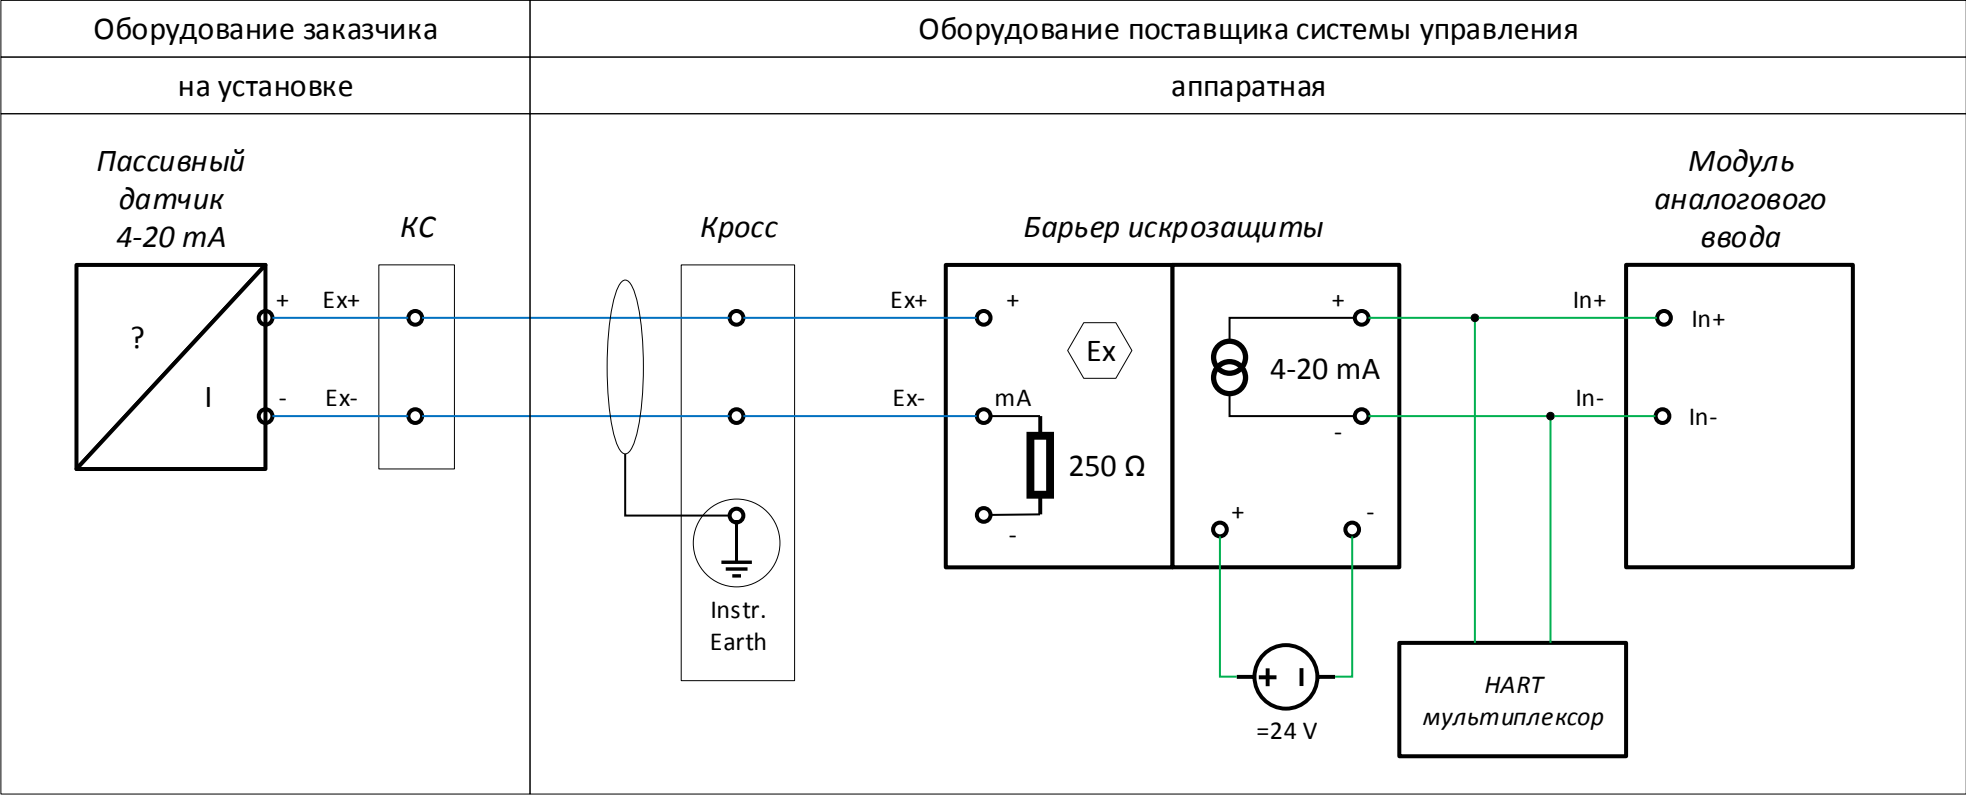 Оборудование заказчика
Оборудование поставщика системы управления
на установке
аппаратная
Пассивный
датчик
4-20 mA
КС
Кросс
Барьер искрозащиты
Модуль
аналогового
ввода
?
I
+
Ex+
-
Ex-
Ex+
Ex-
+
mA
-
250 Ω
Ex
+
4-20 mA
-
+
-
In+
In+
In-
In-
Instr.
Earth
=24 V
HART
мультиплексор